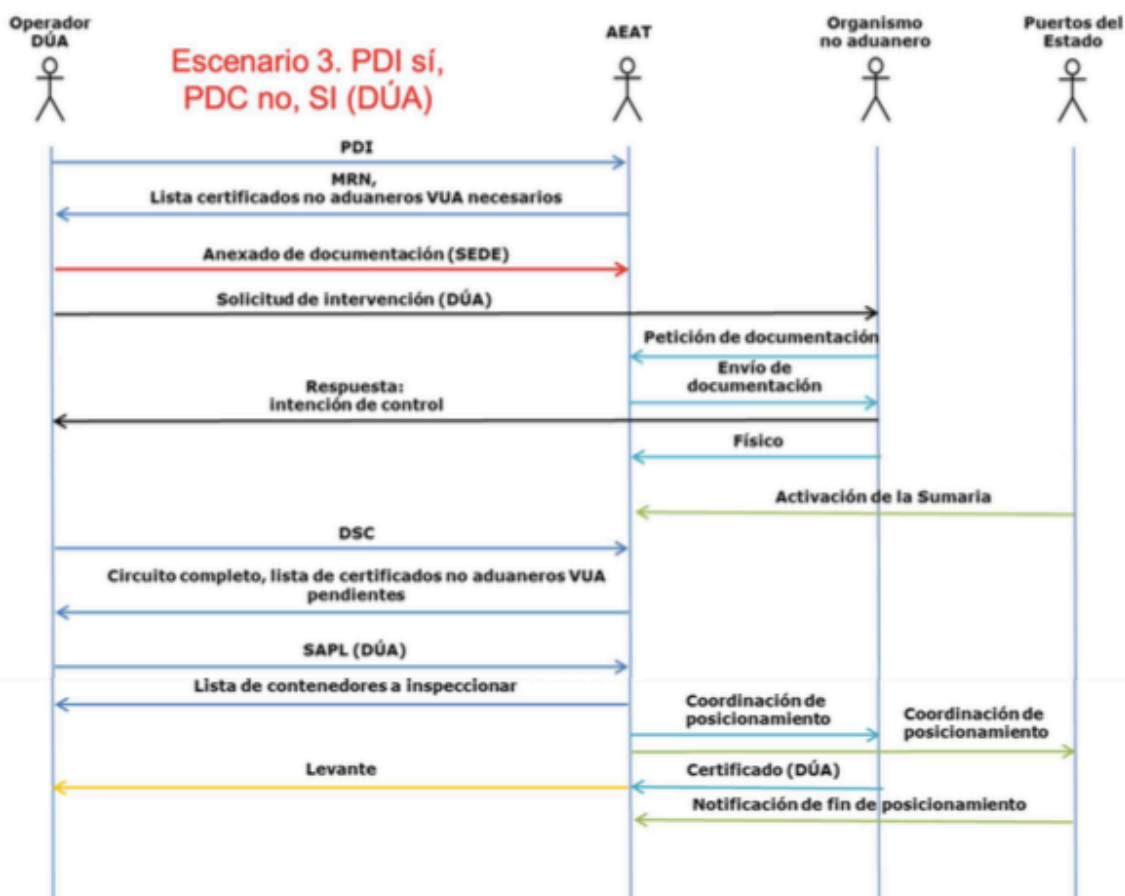 Operador
DÚA
AEAT
Organismo
no aduanero
Puertos del
Estado
Escenario 3. PDI sí,
PDC no, SI (DÚA)
PDI
MRN,
Lista certificados no aduaneros VUA necesarios
Anexado de documentación (SEDE)
Solicitud de intervención (DÚA)
Petición de documentación
Envío de
documentación
Respuesta:
intención de control
Físico
Activación de la Sumaria
DSC
Circuito completo, lista de certificados no aduaneros VUA
pendientes
SAPL (DÚA)
Lista de contenedores a inspeccionar
Coordinación de
posicionamiento
Coordinación de
posicionamiento
Levante
Certificado (DÚA)
Notificación de fin de posicionamiento